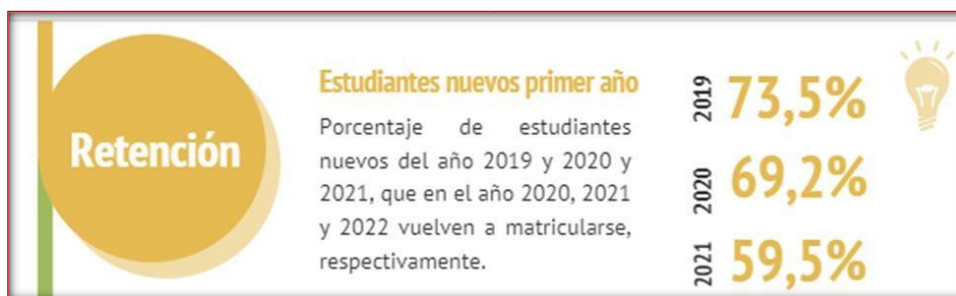 Retención
Estudiantes nuevos primer año
Porcentaje de estudiantes
nuevos del año 2019 y 2020 y
2021, que en el año 2020, 2021
y 2022 vuelven a matricularse,
respectivamente.
2019 73,5%
2020 69,2%
2021 59,5%